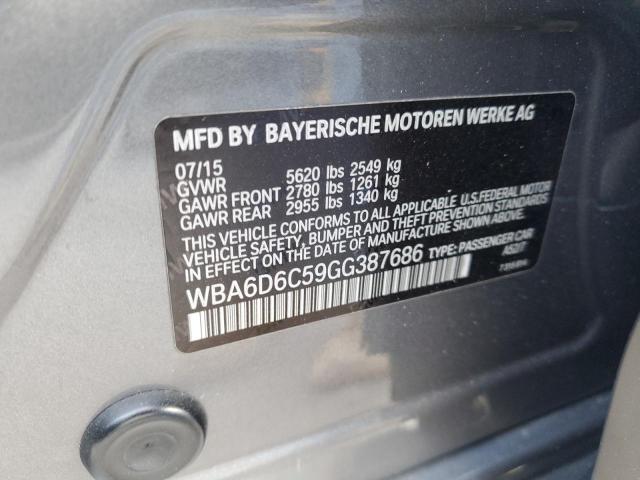 MFD BY BAYERISCHE MOTOREN WERKE AG
07/15
GVWR 5620 lbs 2549 kg
GAWR FRONT 2780 lbs 1261 kg
GAWR REAR 2955 lbs 1340 kg
THIS VEHICLE CONFORMS TO ALL APPLICABLE U.S.FEDERAL MOTOR
VEHICLE SAFETY, BUMPER AND THEFT PREVENTION STANDARDS
IN EFFECT ON THE DATE OF MANUFACTURE SHOWN ABOVE.
WBA6D6C59GG387686 TYPE: PASSENGER CAR